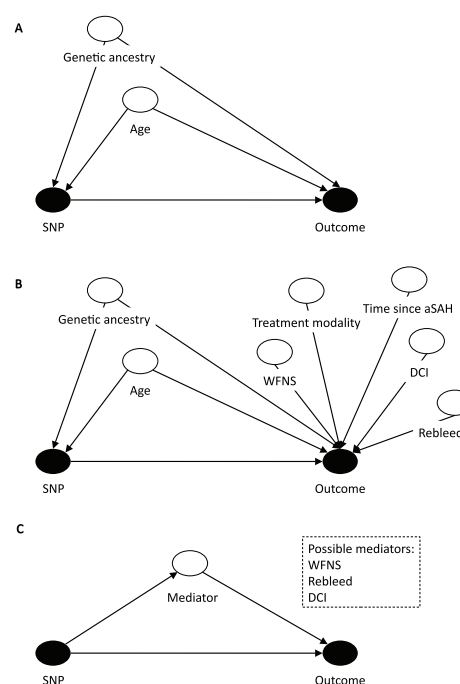 A
Genetic ancestry
Age
SNP
Outcome
B
Genetic ancestry
Treatment modality
Time since aSAH
Age
WFNS
DCI
Rebleed
SNP
Outcome
C
Possible mediators:
WFNS
Rebleed
DCI
Mediator
SNP
Outcome